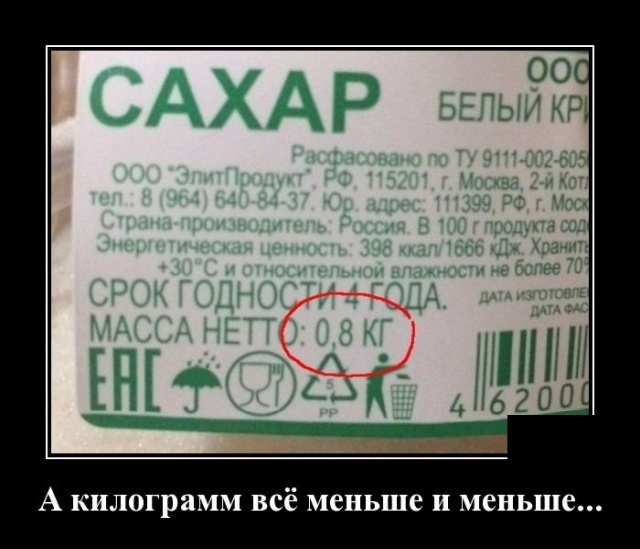 САХАР
ООО
БЕЛЫЙ КРИ
Расфасовано по ТУ 9111-002-605
ООО "ЭлитПродукт", РФ, 115201, г. Москва, 2-й Котл
тел.: 8 (964) 640-84-37. Юр. адрес: 111399, РФ, г. Моск
Страна-производитель: Россия. В 100 г продукта сод
Энергетическая ценность: 398 ккал/1666 кДж. Хранить
+30°С и относительной влажности не более 70%
СРОК ГОДНОСТИ 4 ГОДА.
ДАТА ИЗГОТОВЛЕ
ДАТА ФАС
МАССА НЕТТО: 0,8 КГ
ЕАС
5
PP
4 62000
А килограмм всё меньше и меньше...